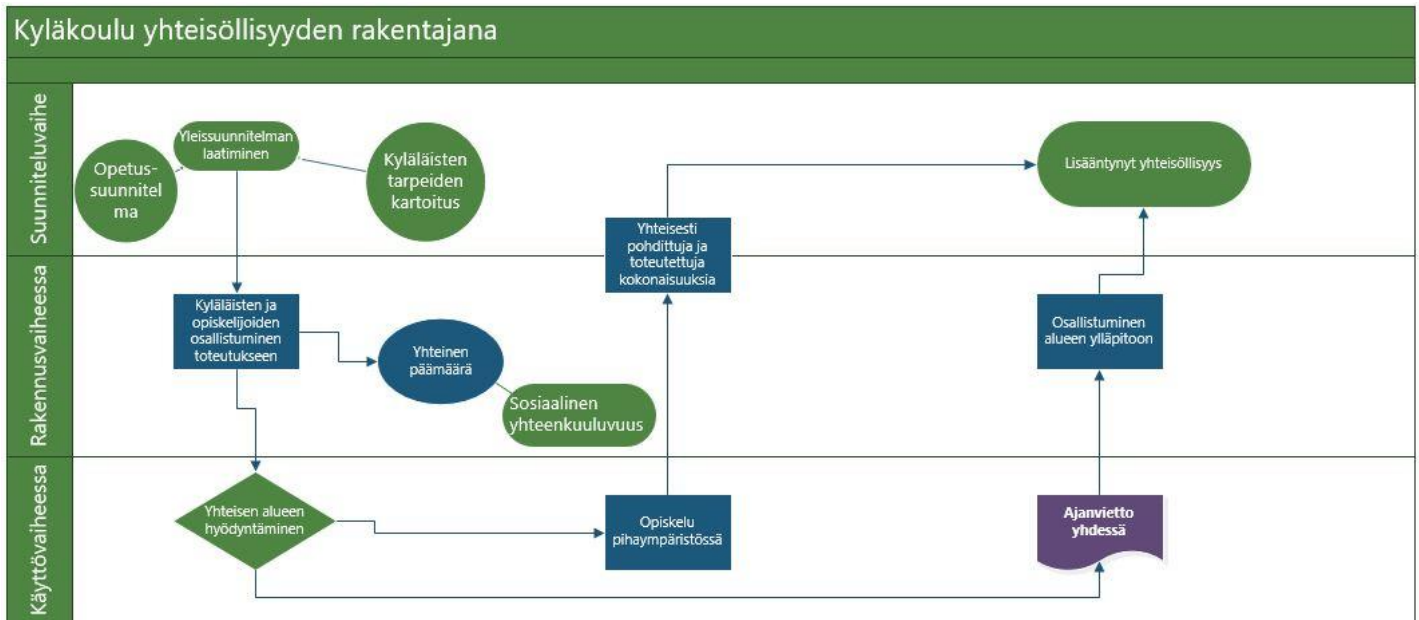 Kyläkoulu yhteisöllisyyden rakentajana
Suunniteluvaihe
Opetus-
suunnitel
ma
Yleissuunnitelman
laatiminen
Kyläläisten
tarpeiden
kartoitus
Yhteisesti
pohdittuja ja
toteutettuja
kokonaisuuksia
Lisääntynyt yhteisöllisyys
Rakennusvaiheessa
Kyläläisten ja
opiskelijoiden
osallistuminen
toteutukseen
Yhteinen
päämäärä
Sosiaalinen
yhteenkuuluvuus
Osallistuminen
alueen ylläpitoon
Käyttövaiheessa
Yhteisen alueen
hyödyntäminen
Opiskelu
pihaympäristössä
Ajanvietto
yhdessä